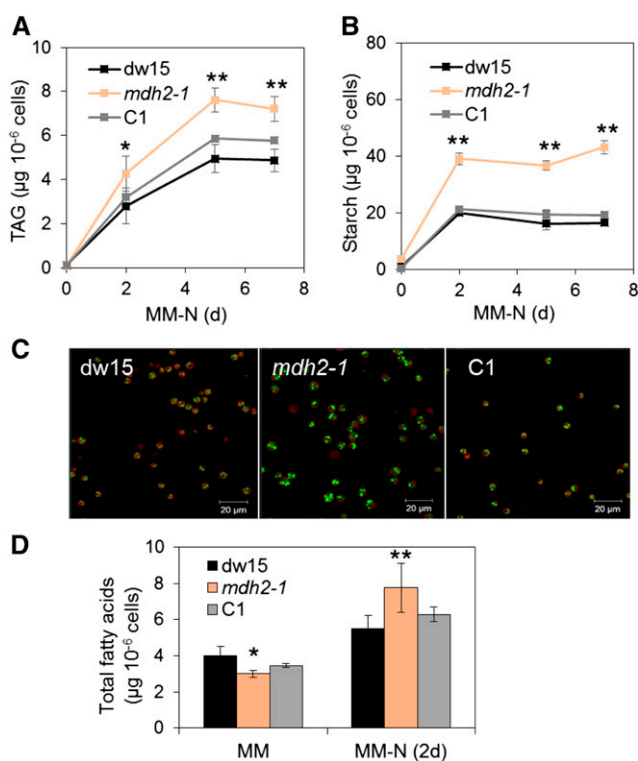 A
TAG (µg 10-6 cells)
10
8
6
4
2
0
dw15
mdh2-1
C1
*
**
**
0 2 4 6 8
MM-N (d)
B
Starch (µg 10-6 cells)
80
60
40
20
0
dw15
mdh2-1
C1
**
**
**
0 2 4 6 8
MM-N (d)
C
dw15
mdh2-1
C1
20 µm
20 µm
20 µm
D
Total fatty acids
(µg 10-6 cells)
10
8
6
4
2
0
dw15
mdh2-1
C1
*
**
MM
MM-N (2d)